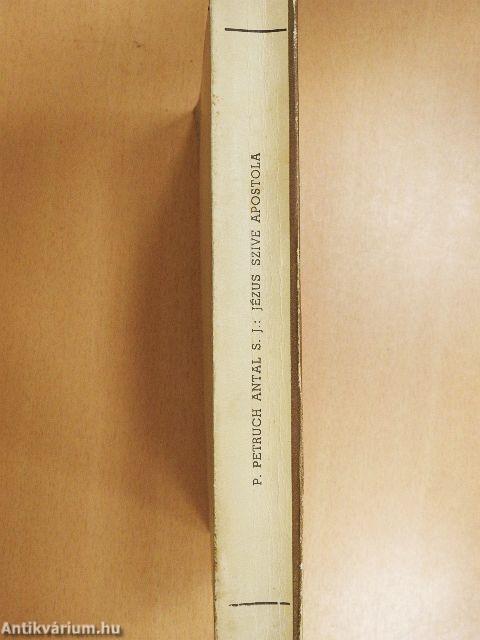 P. PETRUCH ANTAL S. J.: JÉZUS SZIVE APOSTOLA
Antikvárium.hu